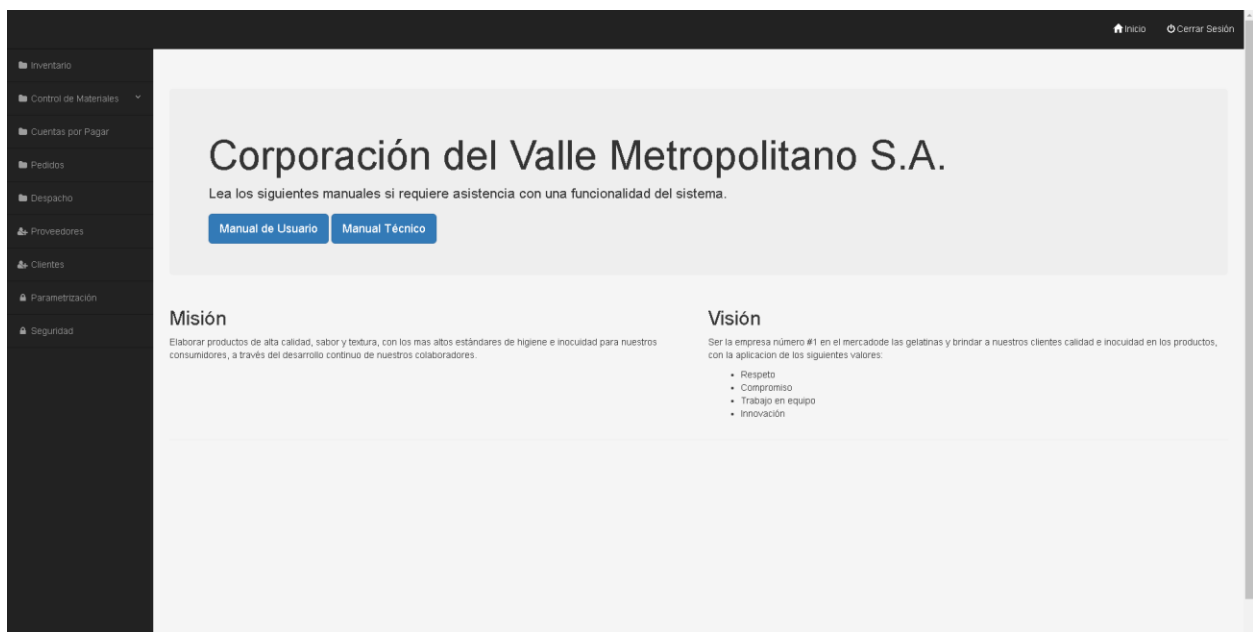 Inicio
Cerrar Sesión
Inventario
Control de Materiales
Cuentas por Pagar
Pedidos
Despacho
Proveedores
Clientes
Parametrización
Seguridad
Corporación del Valle Metropolitano S.A.
Lea los siguientes manuales si requiere asistencia con una funcionalidad del sistema.
Manual de Usuario
Manual Técnico
Misión
Elaborar productos de alta calidad, sabor y textura, con los mas altos estándares de higiene e inocuidad para nuestros
consumidores, a través del desarrollo continuo de nuestros colaboradores.
Visión
Ser la empresa número #1 en el mercadode las gelatinas y brindar a nuestros clientes calidad e inocuidad en los productos,
con la aplicacion de los siguientes valores:
Respeto
Compromiso
Trabajo en equipo
Innovación